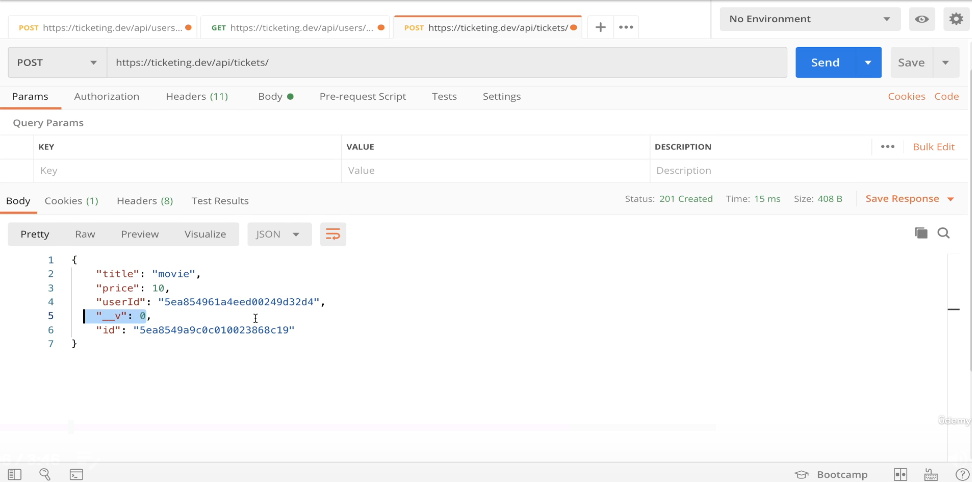 POST https://ticketing.dev/api/users... GET https://ticketing.dev/api/users/... POST https://ticketing.dev/api/tickets/ + ••• No Environment
POST https://ticketing.dev/api/tickets/ Send Save
Params Authorization Headers (11) Body Pre-request Script Tests Settings Cookies Code
Query Params
KEY VALUE DESCRIPTION ••• Bulk Edit
Key Value Description
Body Cookies (1) Headers (8) Test Results Status: 201 Created Time: 15 ms Size: 408 B Save Response
Pretty Raw Preview Visualize JSON
1 {
2 "title": "movie",
3 "price": 10,
4 "userId": "5ea854961a4eed00249d32d4",
5 "__v": 0,
6 "id": "5ea8549a9c0c010023868c19"
7 }
Udemy
Bootcamp